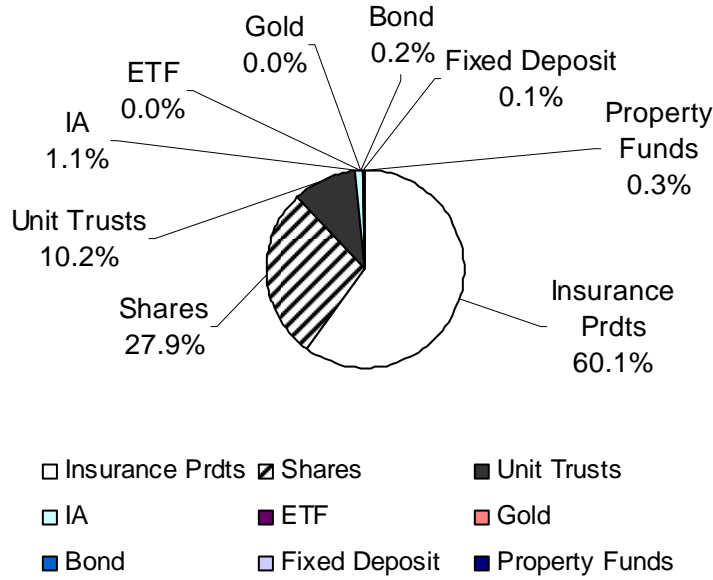 Gold
0.0%
Bond
0.2%
ETF
0.0%
Fixed Deposit
0.1%
IA
1.1%
Property
Funds
0.3%
Unit Trusts
10.2%
Shares
27.9%
Insurance
Prdts
60.1%
Insurance Prdts Shares Unit Trusts
IA ETF Gold
Bond Fixed Deposit Property Funds